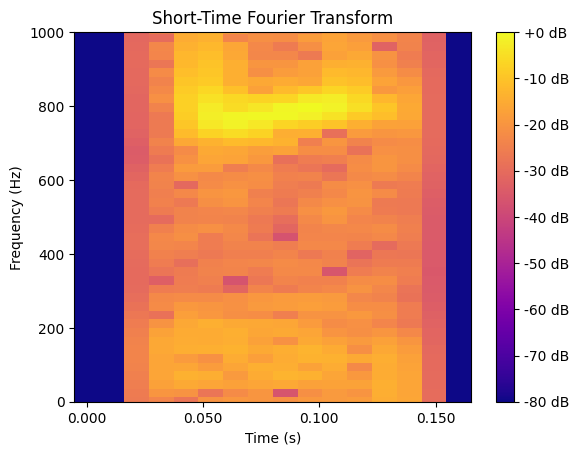 Short-Time Fourier Transform
1000
800
600
400
200
0
Frequency (Hz)
0.000
0.050
0.100
0.150
Time (s)
+0 dB
-10 dB
-20 dB
-30 dB
-40 dB
-50 dB
-60 dB
-70 dB
-80 dB